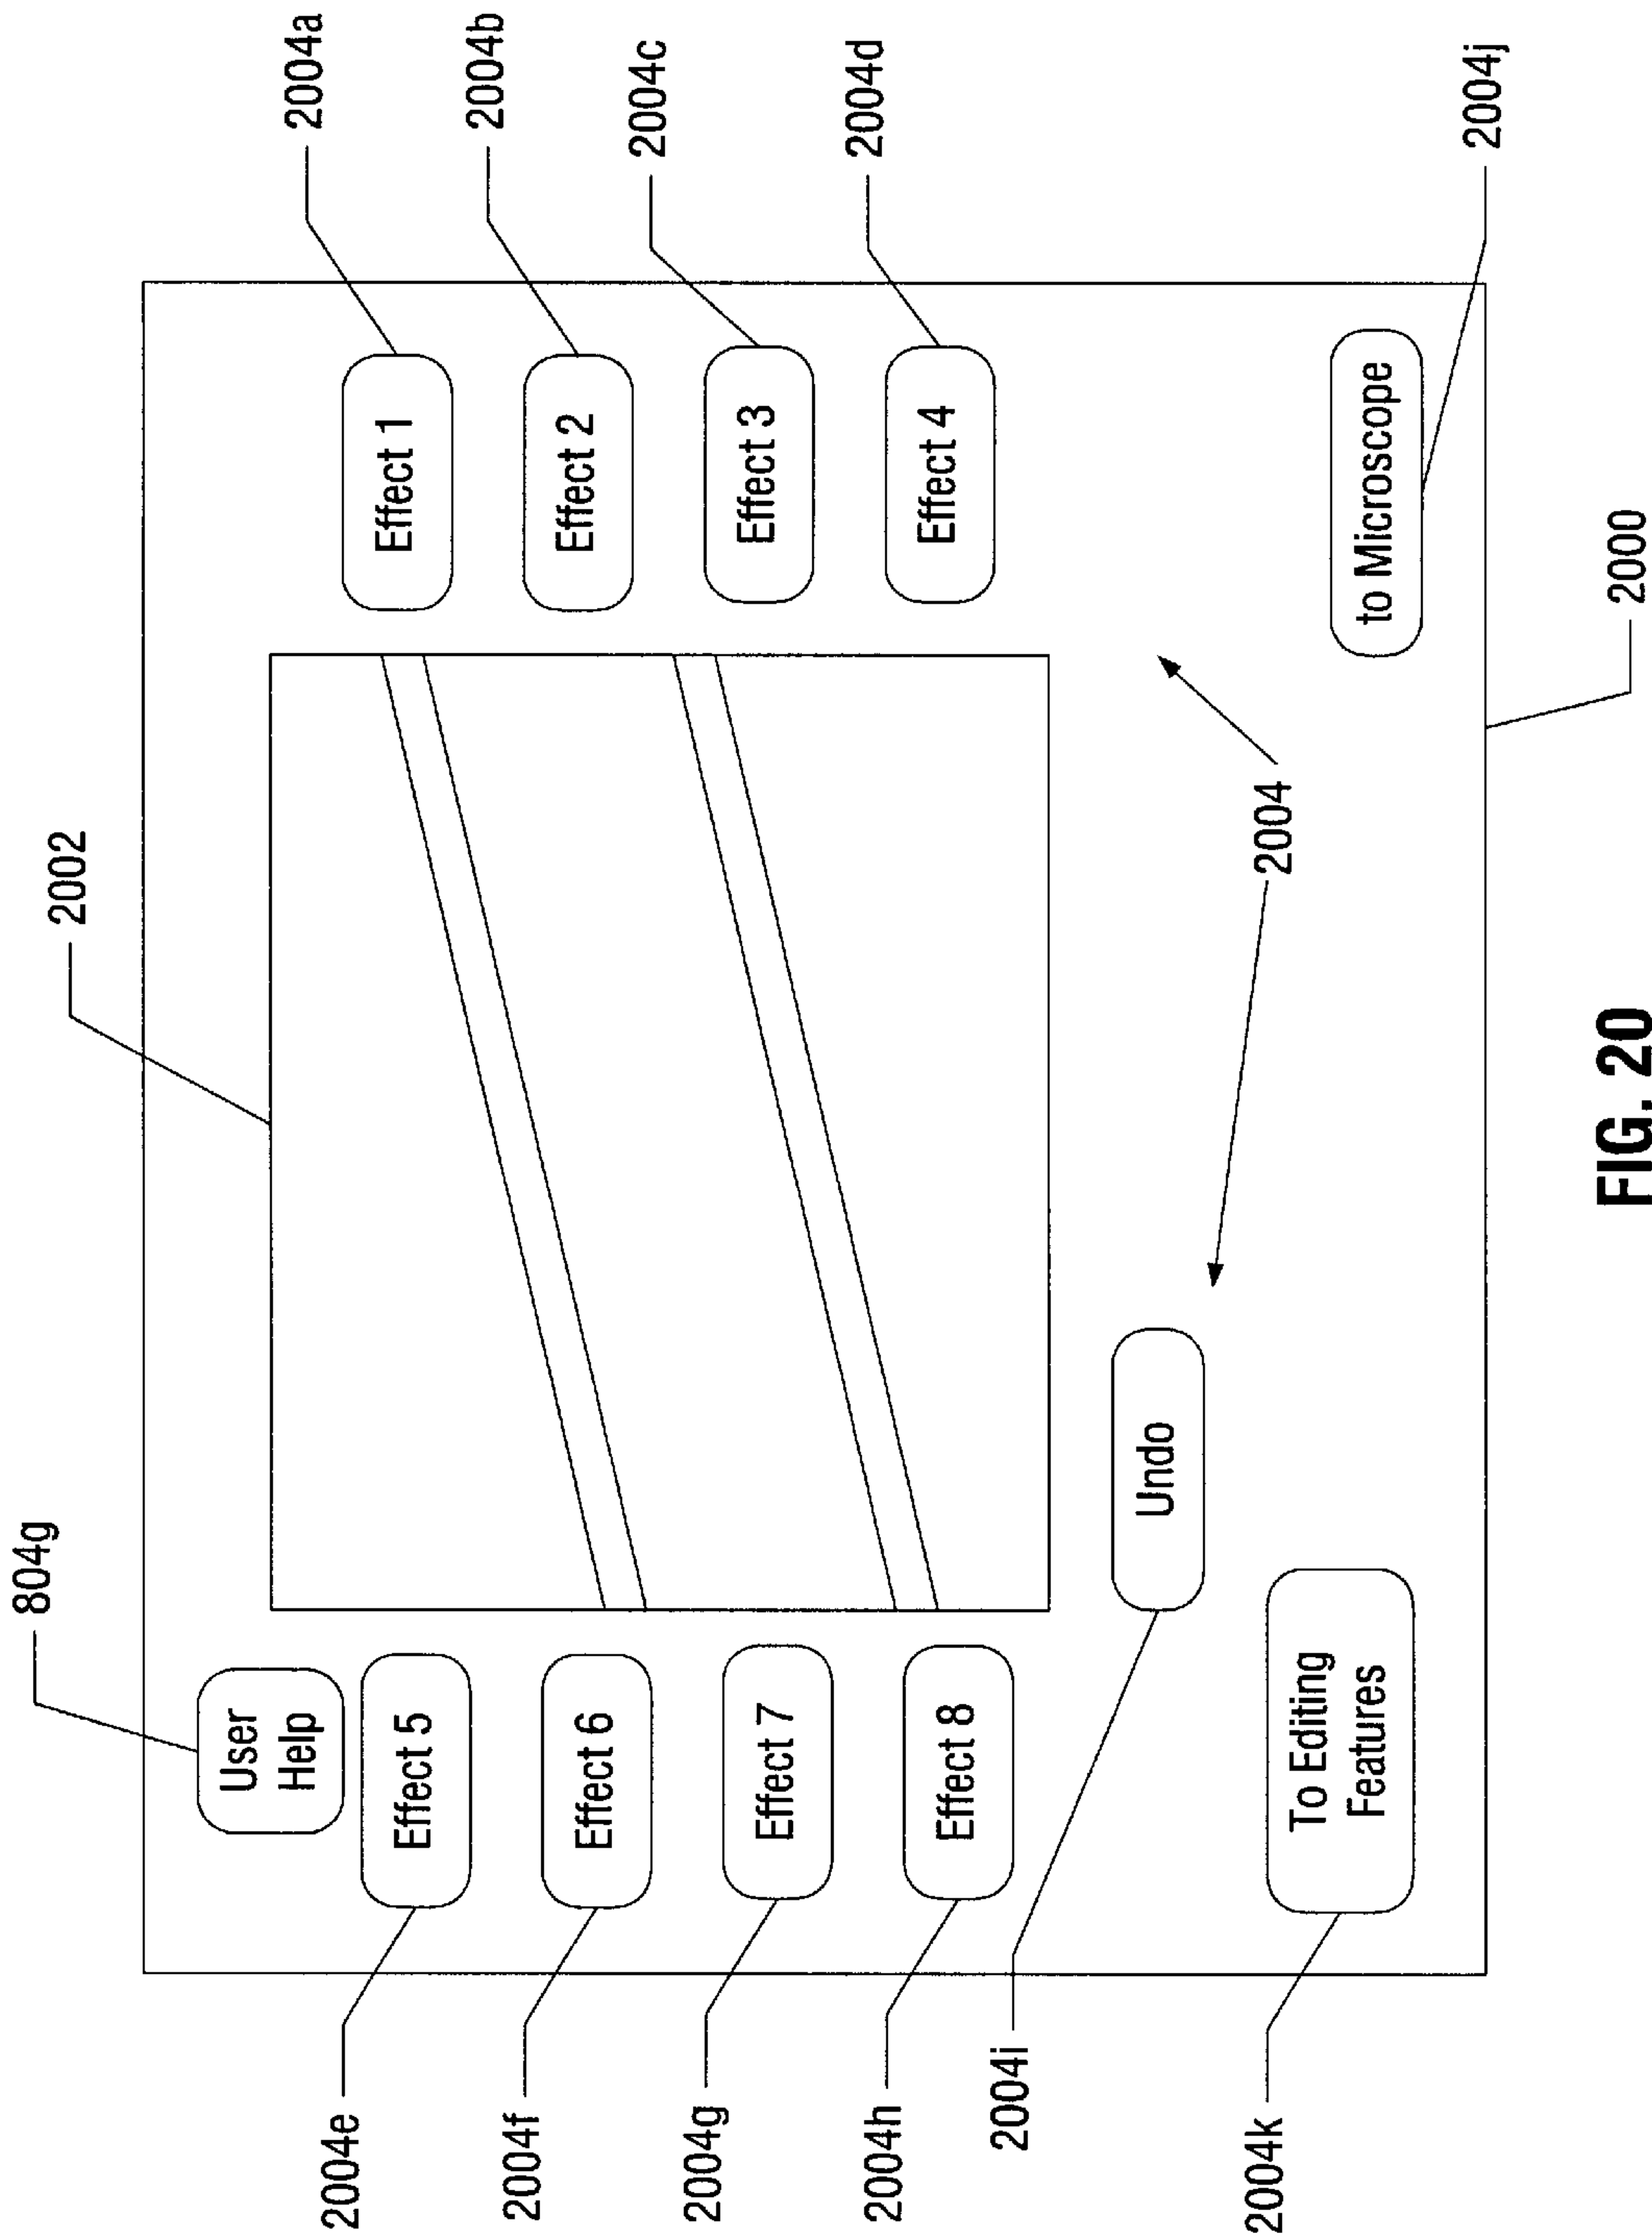 804g
2002
User
Help
Effect 5
Effect 6
Effect 7
Effect 8
Effect 1
Effect 2
Effect 3
Effect 4
2004a
2004b
2004c
2004d
2004e
2004f
2004g
2004h
2004i
2004k
Undo
To Editing
Features
2004
to Microscope
2004j
2000
FIG. 20